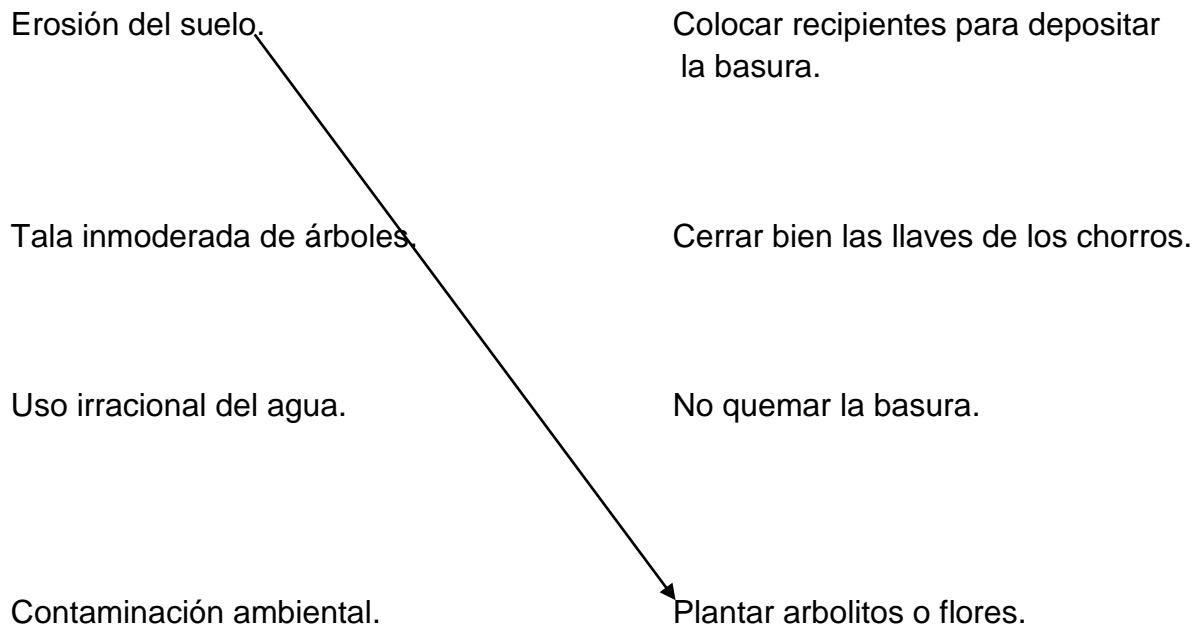 Erosión del suelo.
Colocar recipientes para depositar
la basura.
Tala inmoderada de árboles.
Cerrar bien las llaves de los chorros.
Uso irracional del agua.
No quemar la basura.
Contaminación ambiental.
Plantar arbolitos o flores.